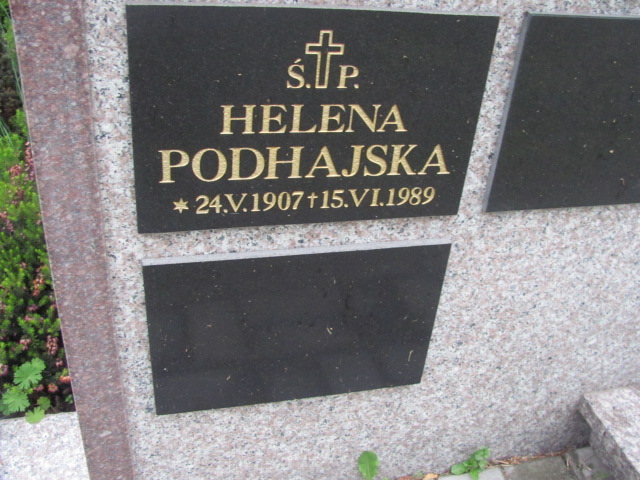 Ś.P.
HELENA
PODHAJSKA
* 24.V.1907 † 15.VI.1989